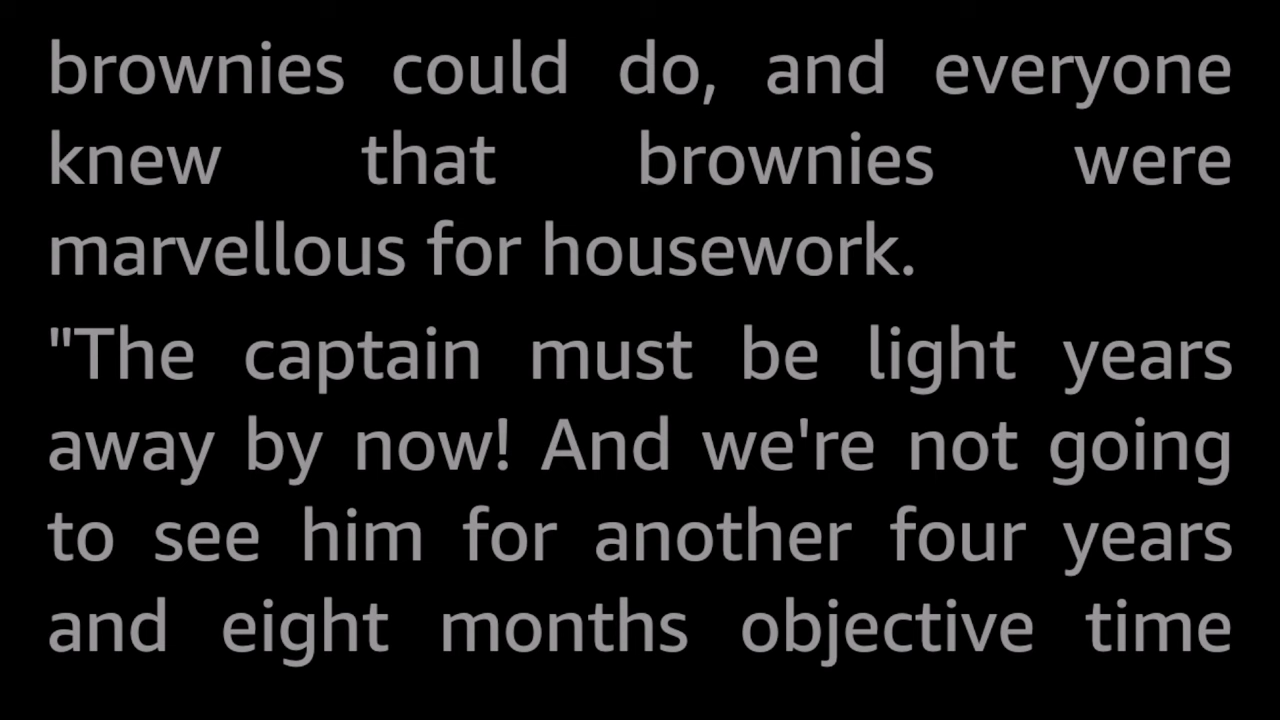 brownies could do, and everyone
knew that brownies were
marvellous for housework.
"The captain must be light years
away by now! And we're not going
to see him for another four years
and eight months objective time